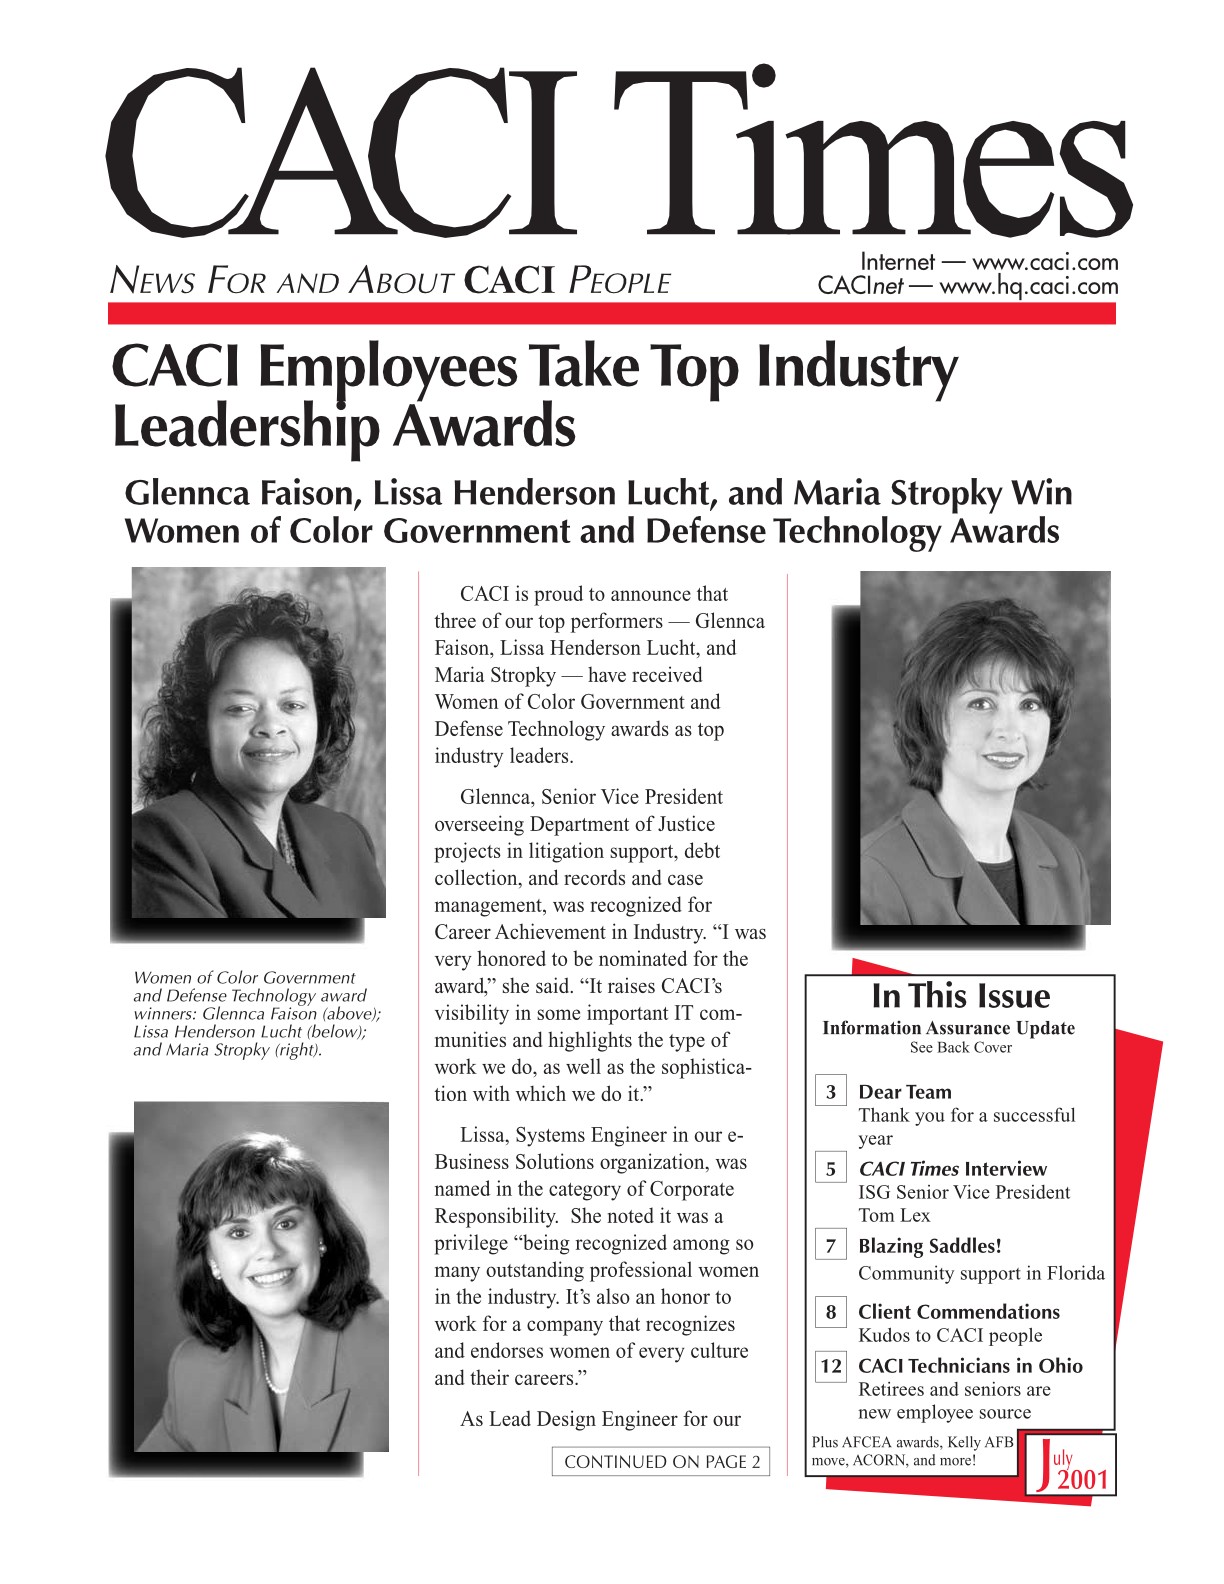 CACI Times
NEWS FOR AND ABOUT CACI PEOPLE
Internet — www.caci.com
CACInet — www.hq.caci.com
CACI Employees Take Top Industry
Leadership Awards
Glennca Faison, Lissa Henderson Lucht, and Maria Stropky Win
Women of Color Government and Defense Technology Awards
Women of Color Government
and Defense Technology award
winners: Glennca Faison (above);
Lissa Henderson Lucht (below);
and Maria Stropky (right).
CACI is proud to announce that
three of our top performers — Glennca
Faison, Lissa Henderson Lucht, and
Maria Stropky — have received
Women of Color Government and
Defense Technology awards as top
industry leaders.
Glennca, Senior Vice President
overseeing Department of Justice
projects in litigation support, debt
collection, and records and case
management, was recognized for
Career Achievement in Industry. “I was
very honored to be nominated for the
award,” she said. “It raises CACI’s
visibility in some important IT com-
munities and highlights the type of
work we do, as well as the sophistica-
tion with which we do it.”
Lissa, Systems Engineer in our e-
Business Solutions organization, was
named in the category of Corporate
Responsibility.  She noted it was a
privilege “being recognized among so
many outstanding professional women
in the industry. It’s also an honor to
work for a company that recognizes
and endorses women of every culture
and their careers.”
As Lead Design Engineer for our
CONTINUED ON PAGE 2
In This Issue
Information Assurance Update
See Back Cover
3 Dear Team
Thank you for a successful
year
5 CACI Times Interview
ISG Senior Vice President
Tom Lex
7 Blazing Saddles!
Community support in Florida
8 Client Commendations
Kudos to CACI people
12 CACI Technicians in Ohio
Retirees and seniors are
new employee source
Plus AFCEA awards, Kelly AFB
move, ACORN, and more!
July
2001